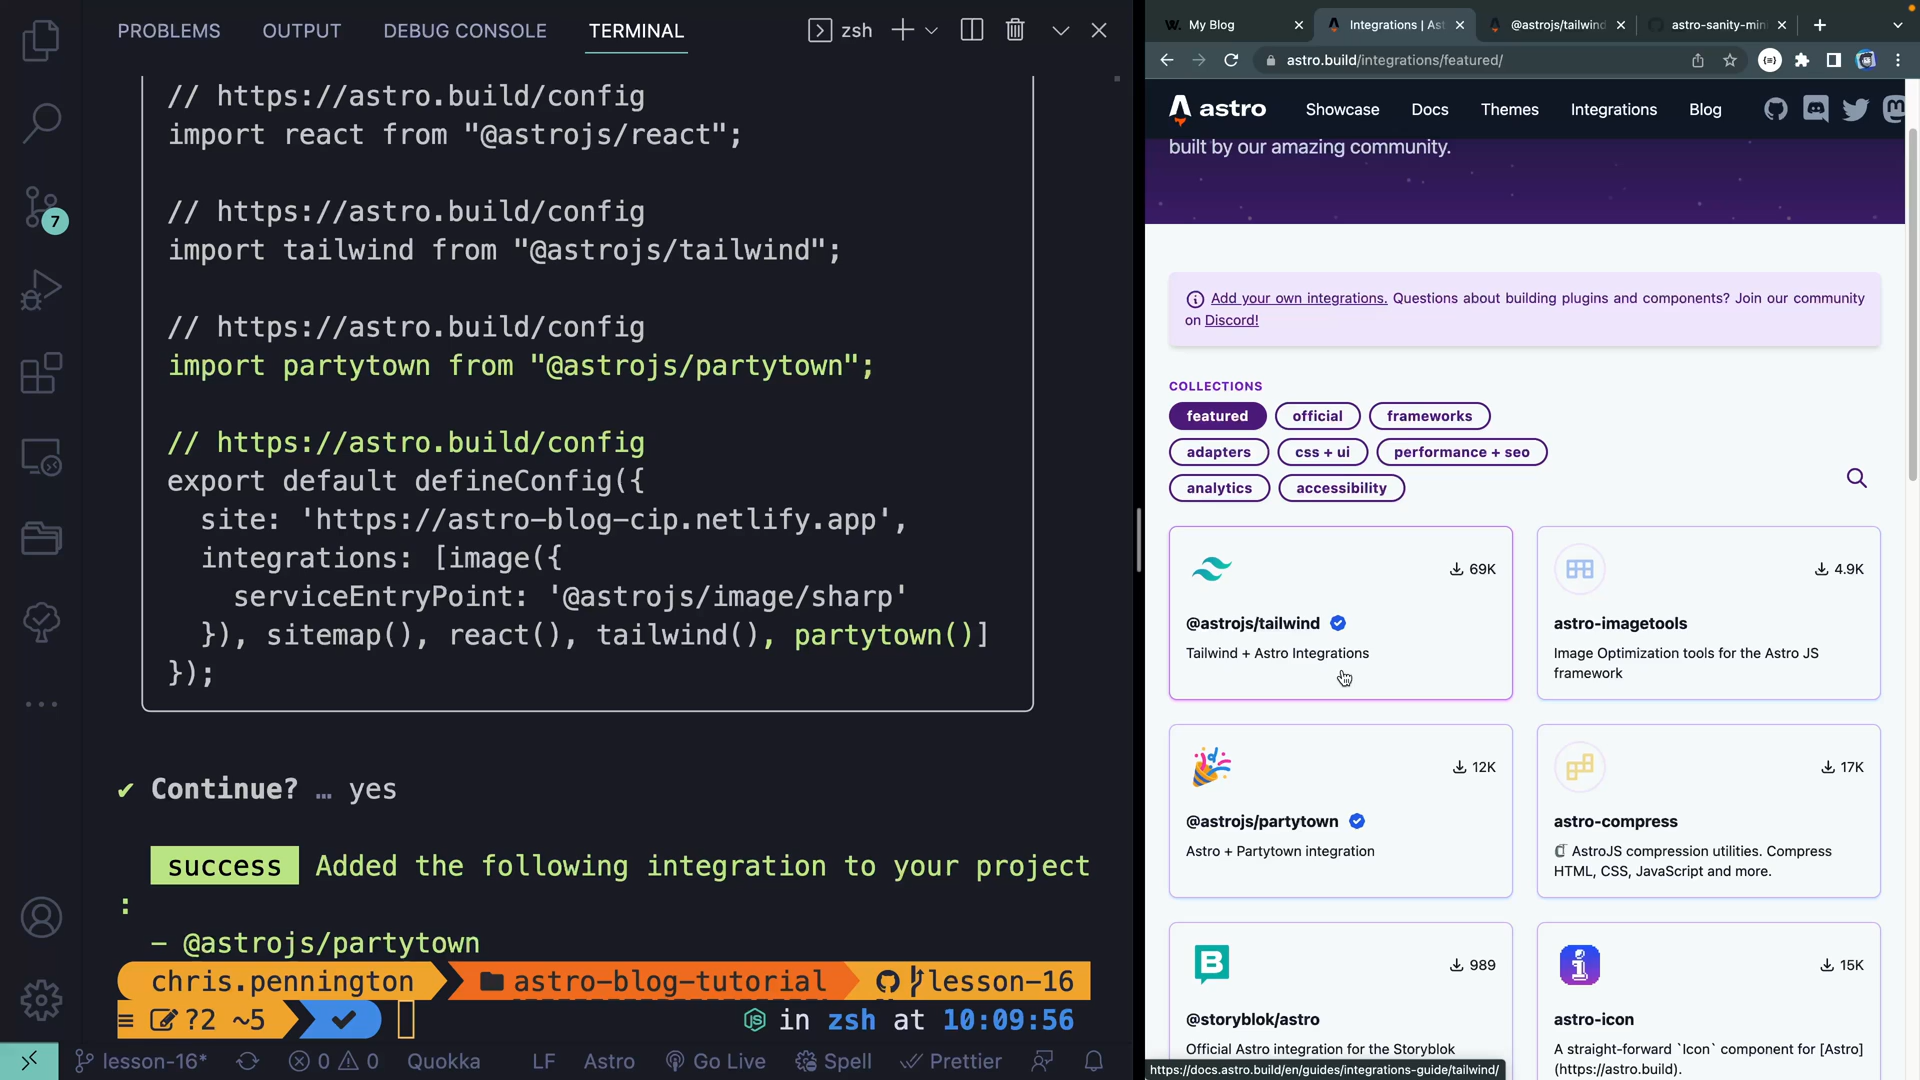 PROBLEMS OUTPUT DEBUG CONSOLE TERMINAL zsh
// https://astro.build/config
import react from "@astrojs/react";
// https://astro.build/config
import tailwind from "@astrojs/tailwind";
// https://astro.build/config
import partytown from "@astrojs/partytown";
// https://astro.build/config
export default defineConfig({
site: 'https://astro-blog-cip.netlify.app',
integrations: [image({
serviceEntryPoint: '@astrojs/image/sharp'
}), sitemap(), react(), tailwind(), partytown()]
});
✔ Continue? … yes
success Added the following integration to your project
:
– @astrojs/partytown
chris.pennington astro-blog-tutorial lesson-16
?2 ~5 in zsh at 10:09:56
7
lesson-16* 0 0 Quokka LF Astro Go Live Spell Prettier
My Blog Integrations | Ast @astrojs/tailwind astro-sanity-min
astro.build/integrations/featured/
astro Showcase Docs Themes Integrations Blog
built by our amazing community.
Add your own integrations. Questions about building plugins and components? Join our community
on Discord!
COLLECTIONS
featured official frameworks
adapters css + ui performance + seo
analytics accessibility
69K
@astrojs/tailwind
Tailwind + Astro Integrations
4.9K
astro-imagetools
Image Optimization tools for the Astro JS
framework
12K
@astrojs/partytown
Astro + Partytown integration
17K
astro-compress
AstroJS compression utilities. Compress
HTML, CSS, JavaScript and more.
B
989
@storyblok/astro
Official Astro integration for the Storyblok
i
15K
astro-icon
A straight-forward `Icon` component for [Astro]
(https://astro.build).
https://docs.astro.build/en/guides/integrations-guide/tailwind/